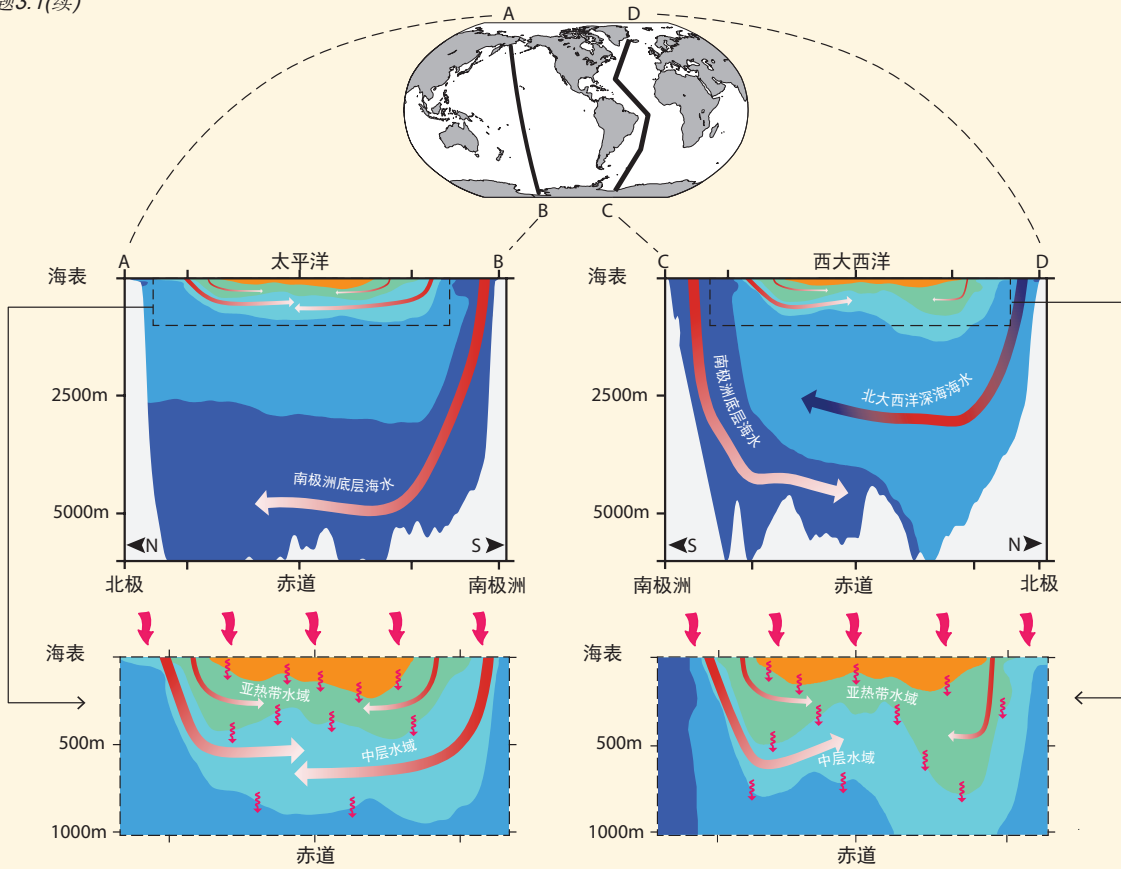 题3.1(续)
A D
B C
A 太平洋 B
海表
2500m
5000m
南极洲底层海水
N S
北极 赤道 南极洲
C 西大西洋 D
海表
2500m
5000m
南极洲底层海水
北大西洋深海海水
S N
南极洲 赤道 北极
海表
500m
1000m
亚热带水域
中层水域
赤道
海表
500m
1000m
亚热带水域
中层水域
赤道